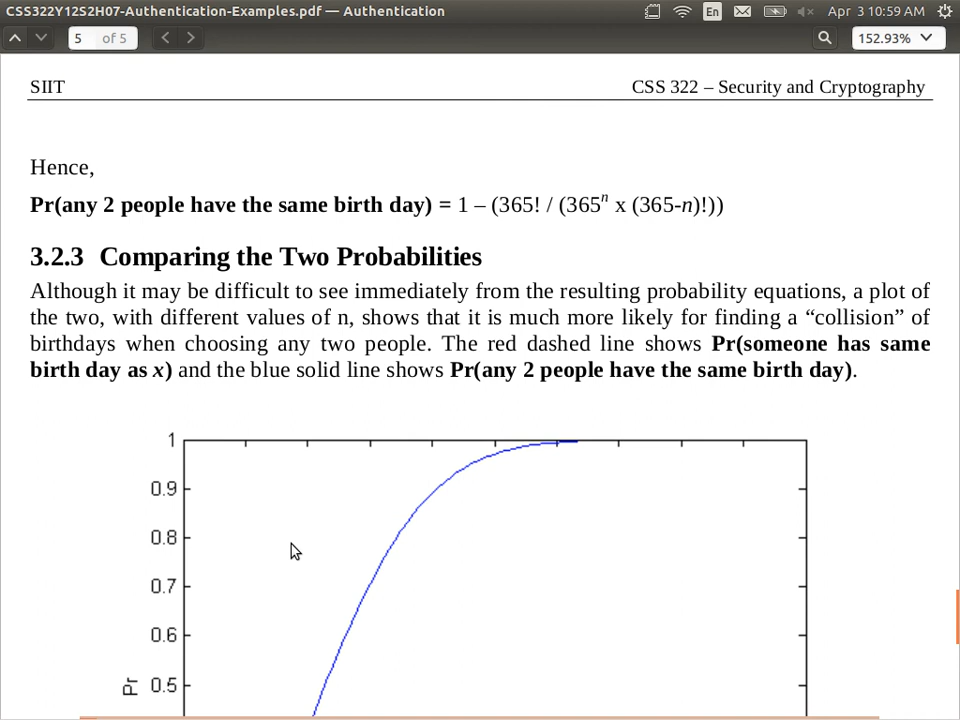 CSS322Y12S2H07-Authentication-Examples.pdf — Authentication
En
Apr 3 10:59 AM
5 of 5
152.93%
SIIT
CSS 322 – Security and Cryptography
Hence,
Pr(any 2 people have the same birth day) = 1 – (365! / (365n x (365-n)!))
3.2.3 Comparing the Two Probabilities
Although it may be difficult to see immediately from the resulting probability equations, a plot of
the two, with different values of n, shows that it is much more likely for finding a “collision” of
birthdays when choosing any two people. The red dashed line shows Pr(someone has same
birth day as x) and the blue solid line shows Pr(any 2 people have the same birth day).
1
0.9
0.8
0.7
0.6
0.5
Pr